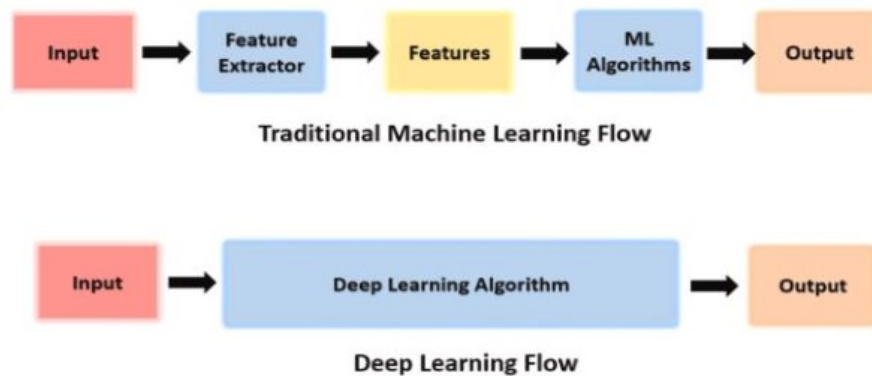 Input
Feature
Extractor
Features
ML
Algorithms
Output
Traditional Machine Learning Flow
Input
Deep Learning Algorithm
Output
Deep Learning Flow